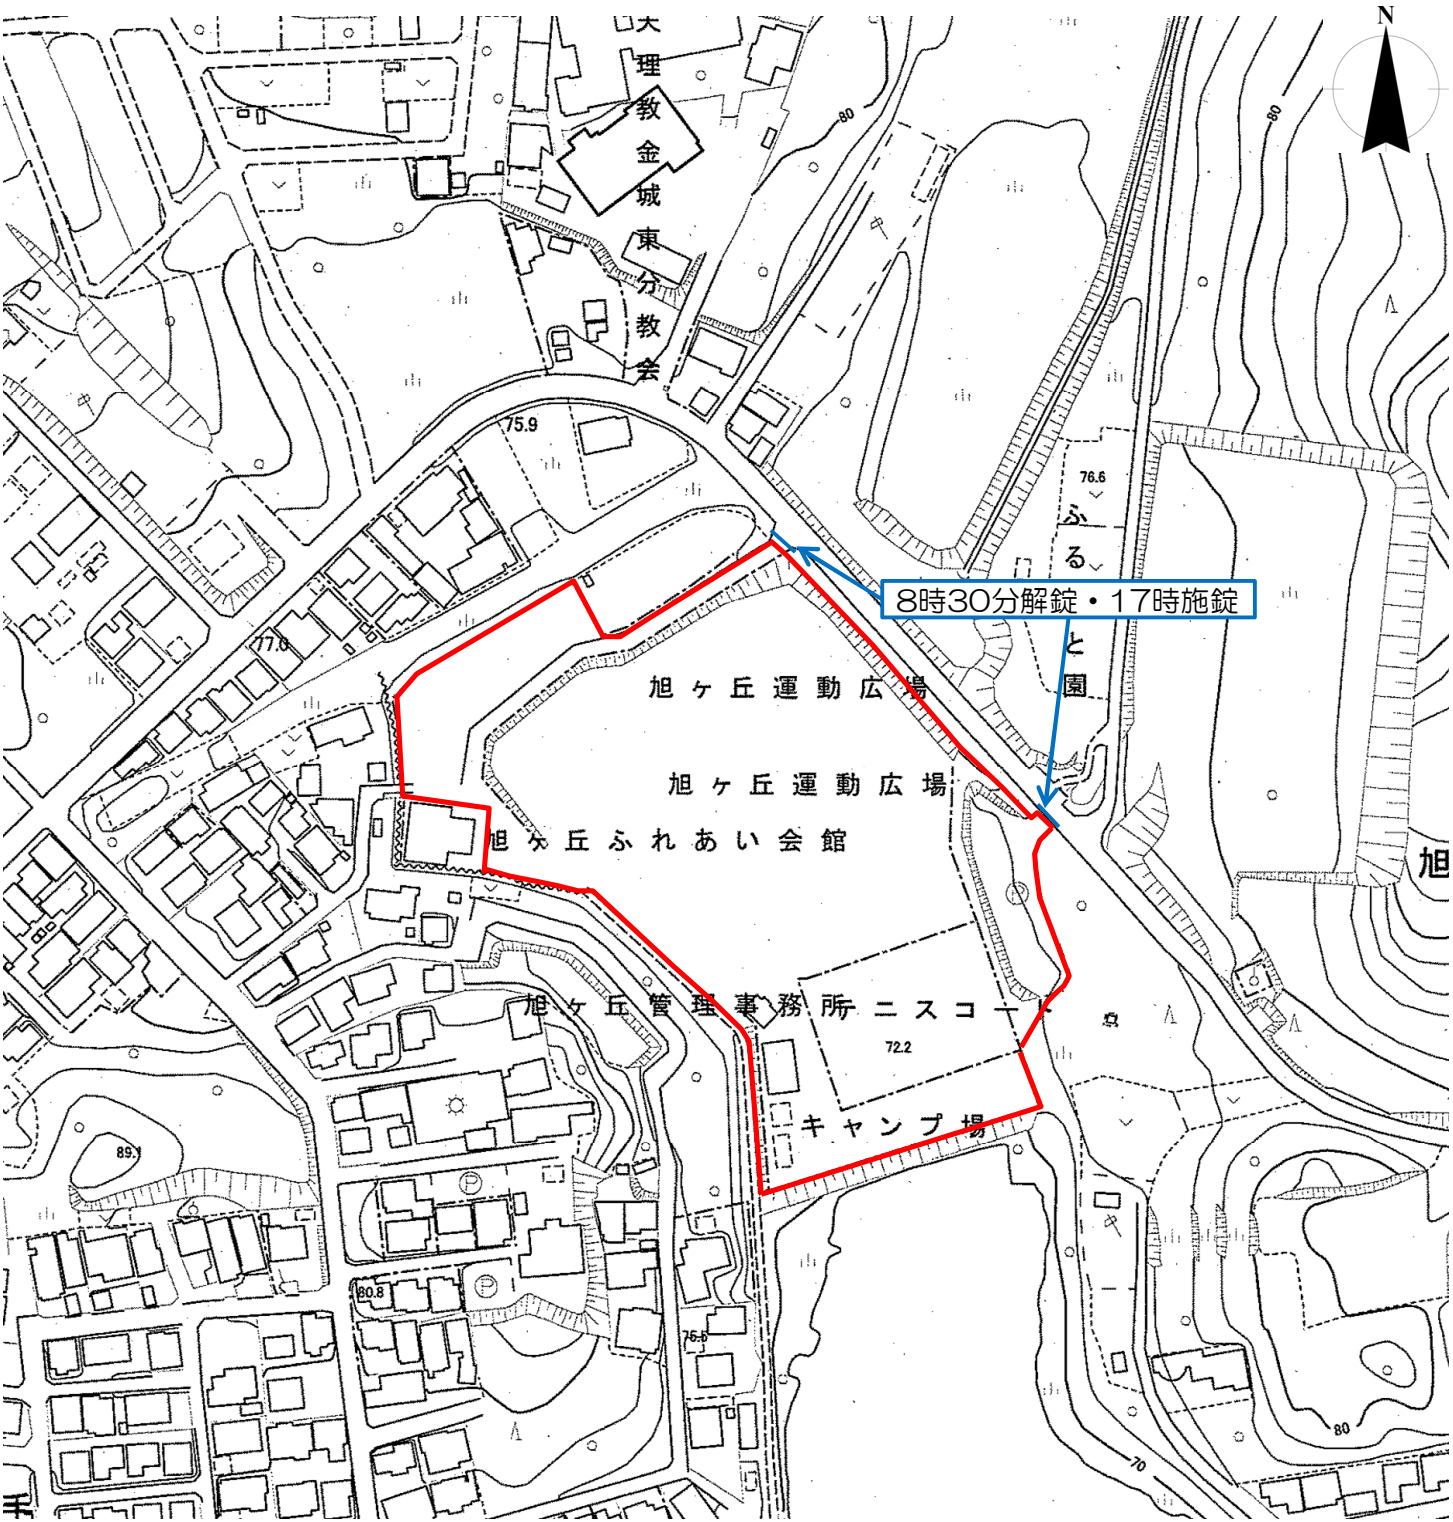 N
天理教金城東分教会
80
80
75.9
76.6
ふるさと園
8時30分解錠・17時施錠
77.0
旭ヶ丘運動広場
旭ヶ丘運動広場
旭ヶ丘ふれあい会館
旭
P
旭ヶ丘管理事務所
テニスコート
72.2
キャンプ場
89.1
P
P
80.8
75.5
80
70